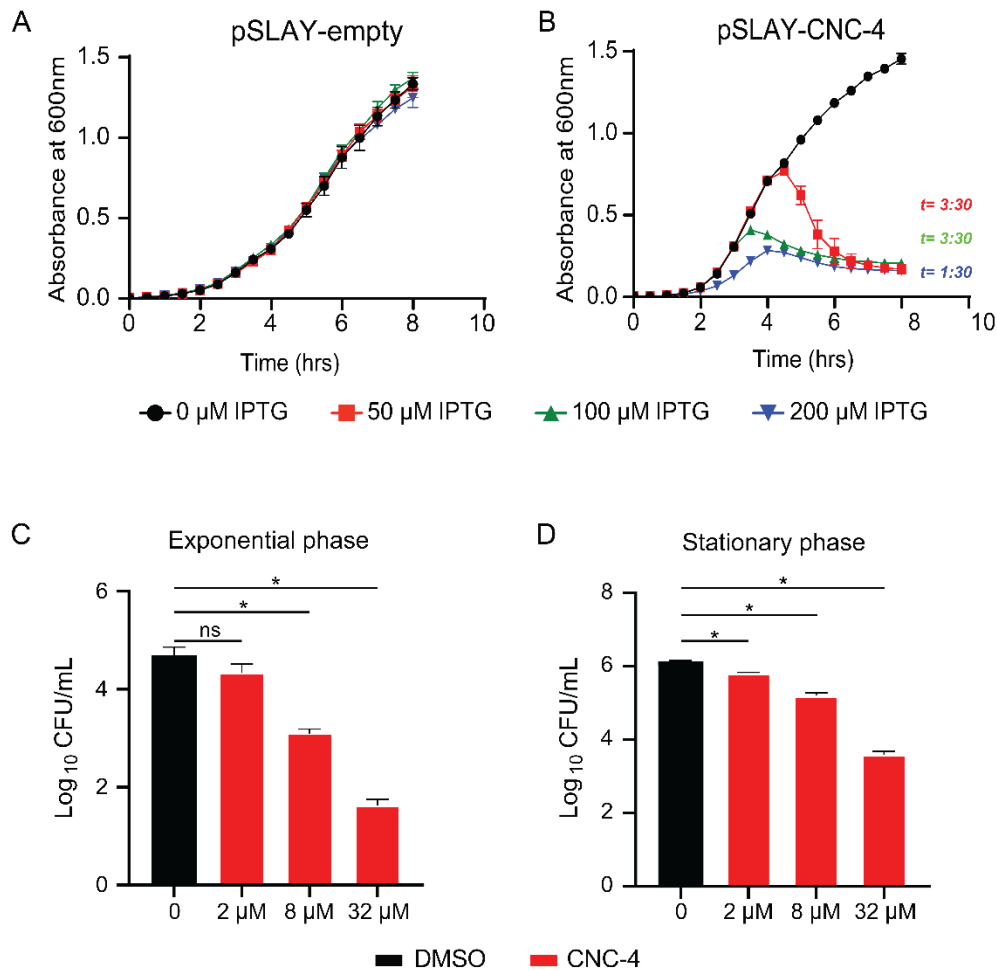 A
pSLAY-empty
Absorbance at 600nm
1.5
1.0
0.5
0.0
0 2 4 6 8 10
Time (hrs)
B
pSLAY-CNC-4
Absorbance at 600nm
1.5
1.0
0.5
0.0
t= 3:30
t= 3:30
t= 1:30
0 2 4 6 8 10
Time (hrs)
0 µM IPTG 50 µM IPTG 100 µM IPTG 200 µM IPTG
C
Exponential phase
Log10 CFU/mL
6
4
2
0
*
*
ns
0 2 µM 8 µM 32 µM
D
Stationary phase
Log10 CFU/mL
8
6
4
2
0
*
*
*
0 2 µM 8 µM 32 µM
DMSO CNC-4